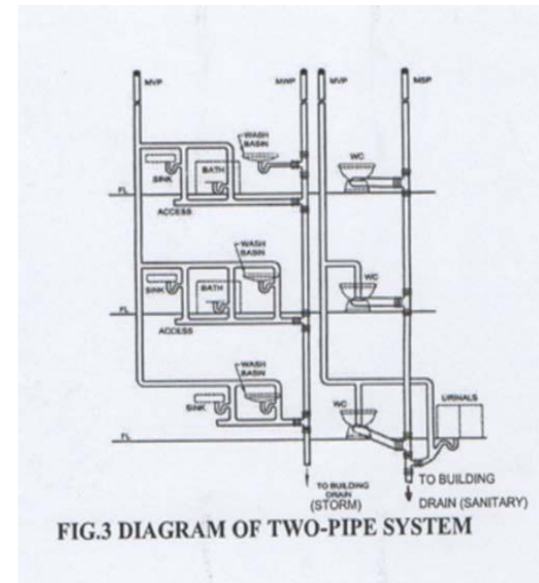 MVP
MWP
MVP
MSP
WASH
BASIN
SINK
BATH
WC
FL
ACCESS
WASH
BASIN
SINK
BATH
WC
FL
ACCESS
WASH
BASIN
SINK
WC
URINALS
FL
TO BUILDING
DRAIN
(STORM)
TO BUILDING
DRAIN (SANITARY)
FIG.3 DIAGRAM OF TWO-PIPE SYSTEM